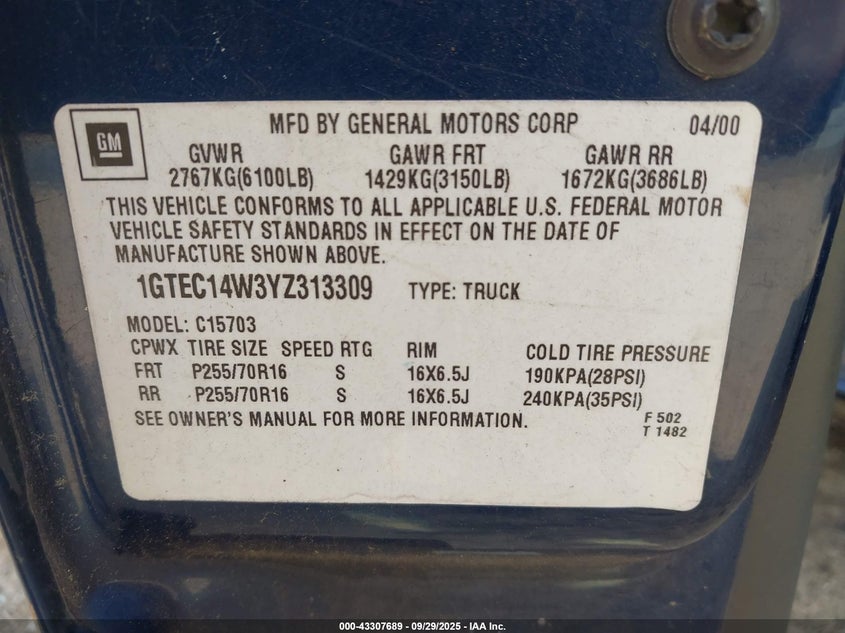 GM
MFD BY GENERAL MOTORS CORP 04/00
GVWR GAWR FRT GAWR RR
2767KG(6100LB) 1429KG(3150LB) 1672KG(3686LB)
THIS VEHICLE CONFORMS TO ALL APPLICABLE U.S. FEDERAL MOTOR
VEHICLE SAFETY STANDARDS IN EFFECT ON THE DATE OF
MANUFACTURE SHOWN ABOVE.
1GTEC14W3YZ313309 TYPE: TRUCK
MODEL: C15703
CPWX TIRE SIZE SPEED RTG RIM COLD TIRE PRESSURE
FRT P255/70R16 S 16X6.5J 190KPA(28PSI)
RR P255/70R16 S 16X6.5J 240KPA(35PSI)
SEE OWNER'S MANUAL FOR MORE INFORMATION.
F 502
T 1482
000-43307689 - 09/29/2025 - IAA Inc.